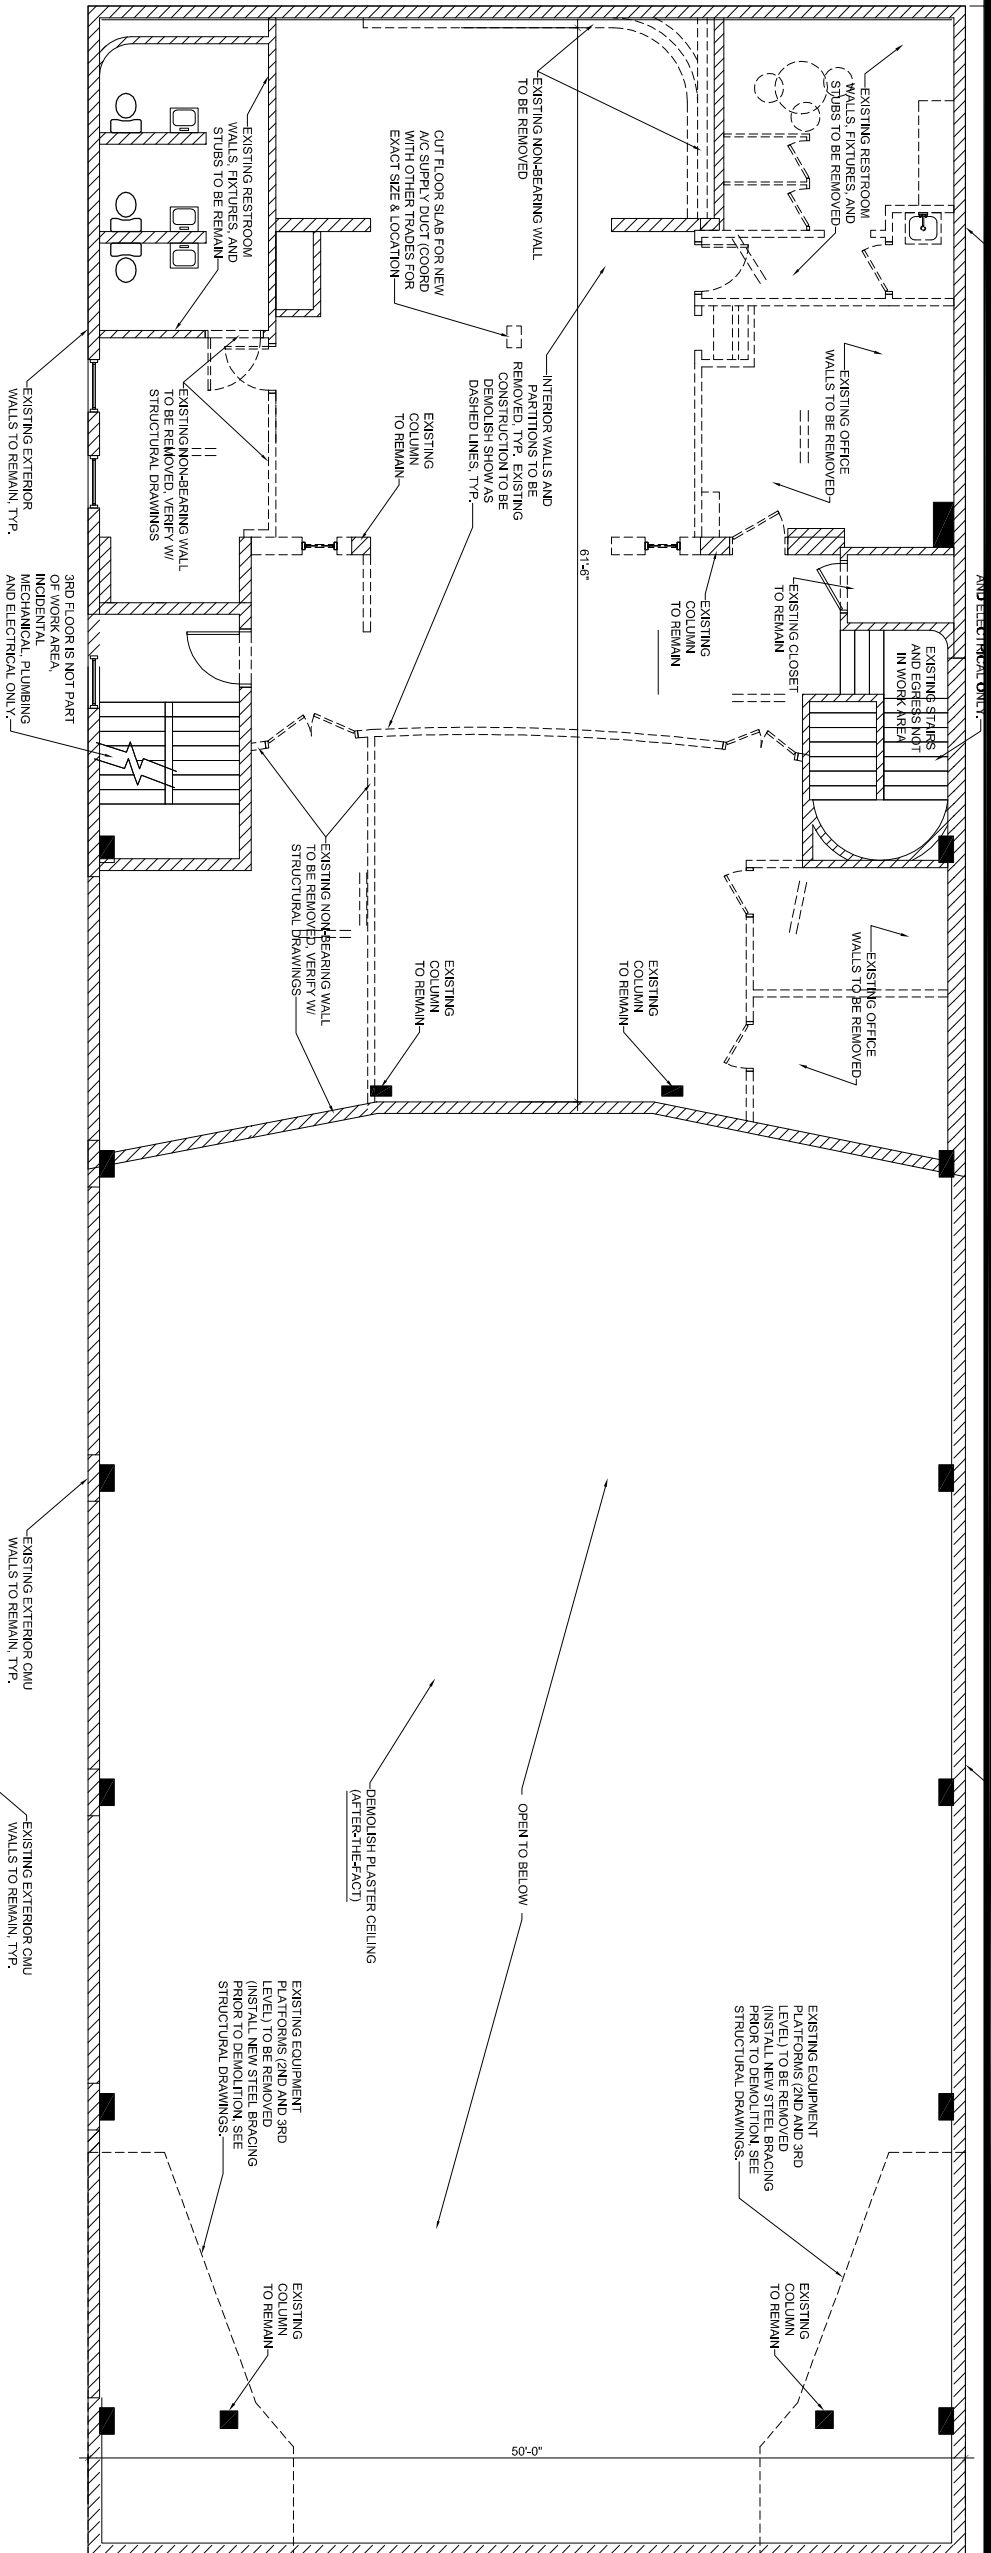 AND ELECTRICAL ONLY.
EXISTING RESTROOM
WALLS, FIXTURES, AND
STUBS TO BE REMOVED
EXISTING OFFICE
WALLS TO BE REMOVED
EXISTING STAIRS
AND EGRESS NOT
IN WORK AREA
EXISTING OFFICE
WALLS TO BE REMOVED
EXISTING CLOSET
TO REMAIN
EXISTING
COLUMN
TO REMAIN
EXISTING
COLUMN
TO REMAIN
EXISTING EQUIPMENT
PLATFORMS (2ND AND 3RD
LEVEL) TO BE REMOVED
(INSTALL NEW STEEL BRACING
PRIOR TO DEMOLITION, SEE
STRUCTURAL DRAWINGS.
EXISTING
COLUMN
TO REMAIN
EXISTING NON-BEARING WALL
TO BE REMOVED
61'-6"
INTERIOR WALLS AND
PARTITIONS TO BE
REMOVED, TYP. EXISTING
CONSTRUCTION TO BE
DEMOLISH SHOW AS
DASHED LINES, TYP.
OPEN TO BELOW
50'-0"
CUT FLOOR SLAB FOR NEW
A/C SUPPLY DUCT (COORD
WITH OTHER TRADES FOR
EXACT SIZE & LOCATION
EXISTING
COLUMN
TO REMAIN
EXISTING
COLUMN
TO REMAIN
DEMOLISH PLASTER CEILING
(AFTER-THE-FACT)
EXISTING NON-BEARING WALL
TO BE REMOVED, VERIFY W/
STRUCTURAL DRAWINGS
EXISTING EQUIPMENT
PLATFORMS (2ND AND 3RD
LEVEL) TO BE REMOVED
(INSTALL NEW STEEL BRACING
PRIOR TO DEMOLITION, SEE
STRUCTURAL DRAWINGS.
EXISTING
COLUMN
TO REMAIN
EXISTING RESTROOM
WALLS, FIXTURES, AND
STUBS TO BE REMAIN
EXISTING NON-BEARING WALL
TO BE REMOVED, VERIFY W/
STRUCTURAL DRAWINGS
EXISTING EXTERIOR
WALLS TO REMAIN, TYP.
3RD FLOOR IS NOT PART
OF WORK AREA,
INCIDENTAL
MECHANICAL, PLUMBING
AND ELECTRICAL ONLY.
EXISTING EXTERIOR CMU
WALLS TO REMAIN, TYP.
EXISTING EXTERIOR CMU
WALLS TO REMAIN, TYP.